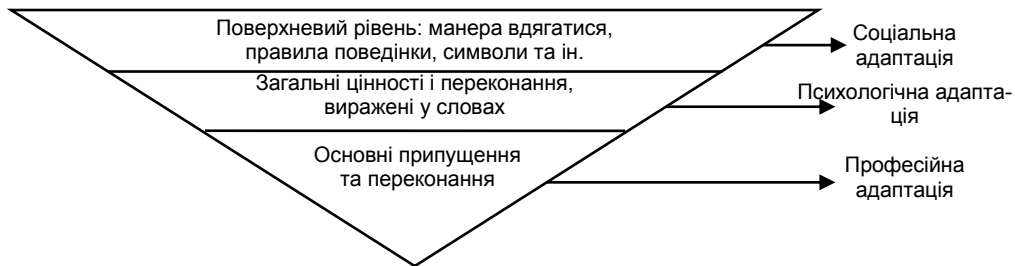 Поверхневий рівень: манера вдягатися,
правила поведінки, символи та ін.
Соціальна
адаптація
Загальні цінності і переконання,
виражені у словах
Психологічна адапта-
ція
Основні припущення
та переконання
Професійна
адаптація